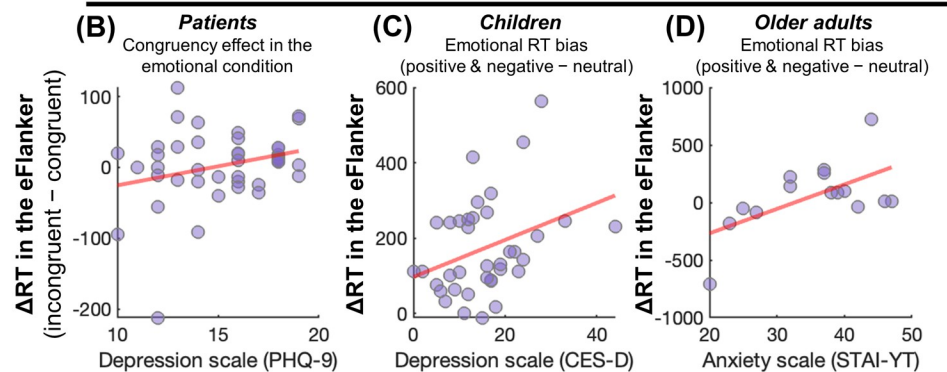 (B)
Patients
Congruency effect in the
emotional condition
ΔRT in the eFlanker
(incongruent − congruent)
100
0
-100
-200
10
15
20
Depression scale (PHQ-9)
(C)
Children
Emotional RT bias
(positive & negative − neutral)
ΔRT in the eFlanker
600
400
200
0
0
20
40
Depression scale (CES-D)
(D)
Older adults
Emotional RT bias
(positive & negative − neutral)
ΔRT in the eFlanker
1000
500
0
-500
-1000
20
30
40
50
Anxiety scale (STAI-YT)